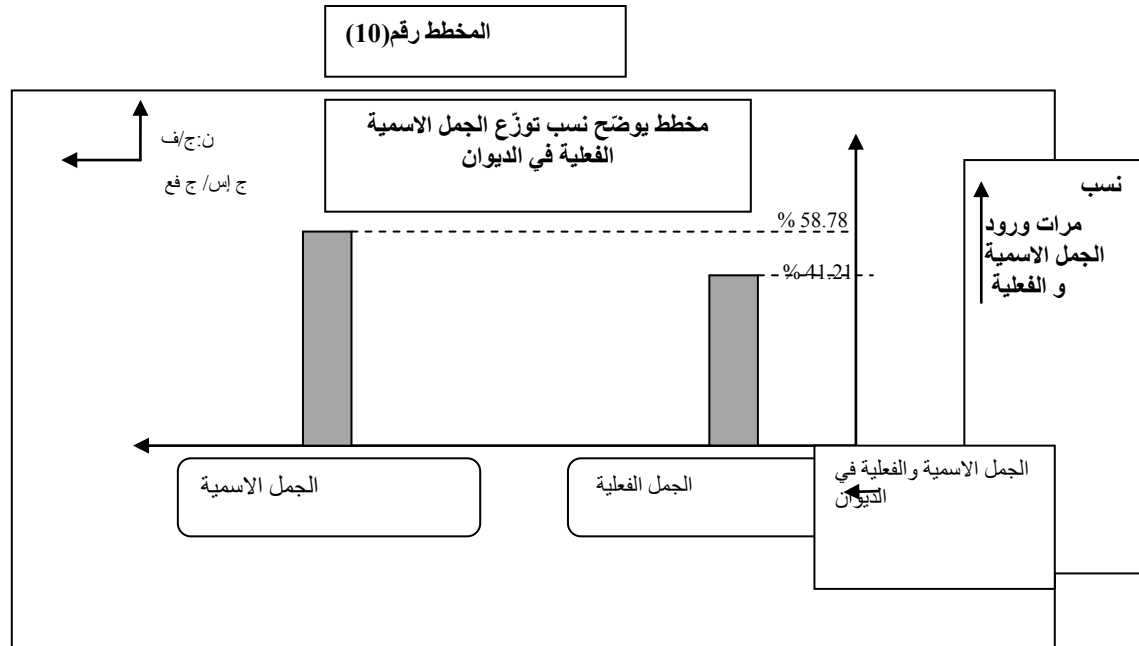 المخطط رقم(10)
مخطط يوضّح نسب توزّع الجمل الاسمية
الفعلية في الديوان
ن:ج/ف
ج إس/ ج فع
نسب
مرات ورود
الجمل الاسمية
و الفعلية
% 58.78
% 41.21
الجمل الاسمية والفعلية في
الديوان
الجمل الفعلية
الجمل الاسمية